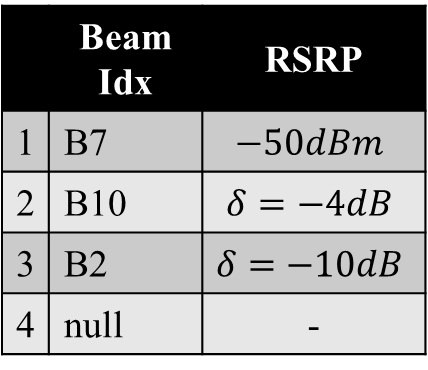 Beam Idx RSRP
1 B7 −50dBm
2 B10 δ = −4dB
3 B2 δ = −10dB
4 null -